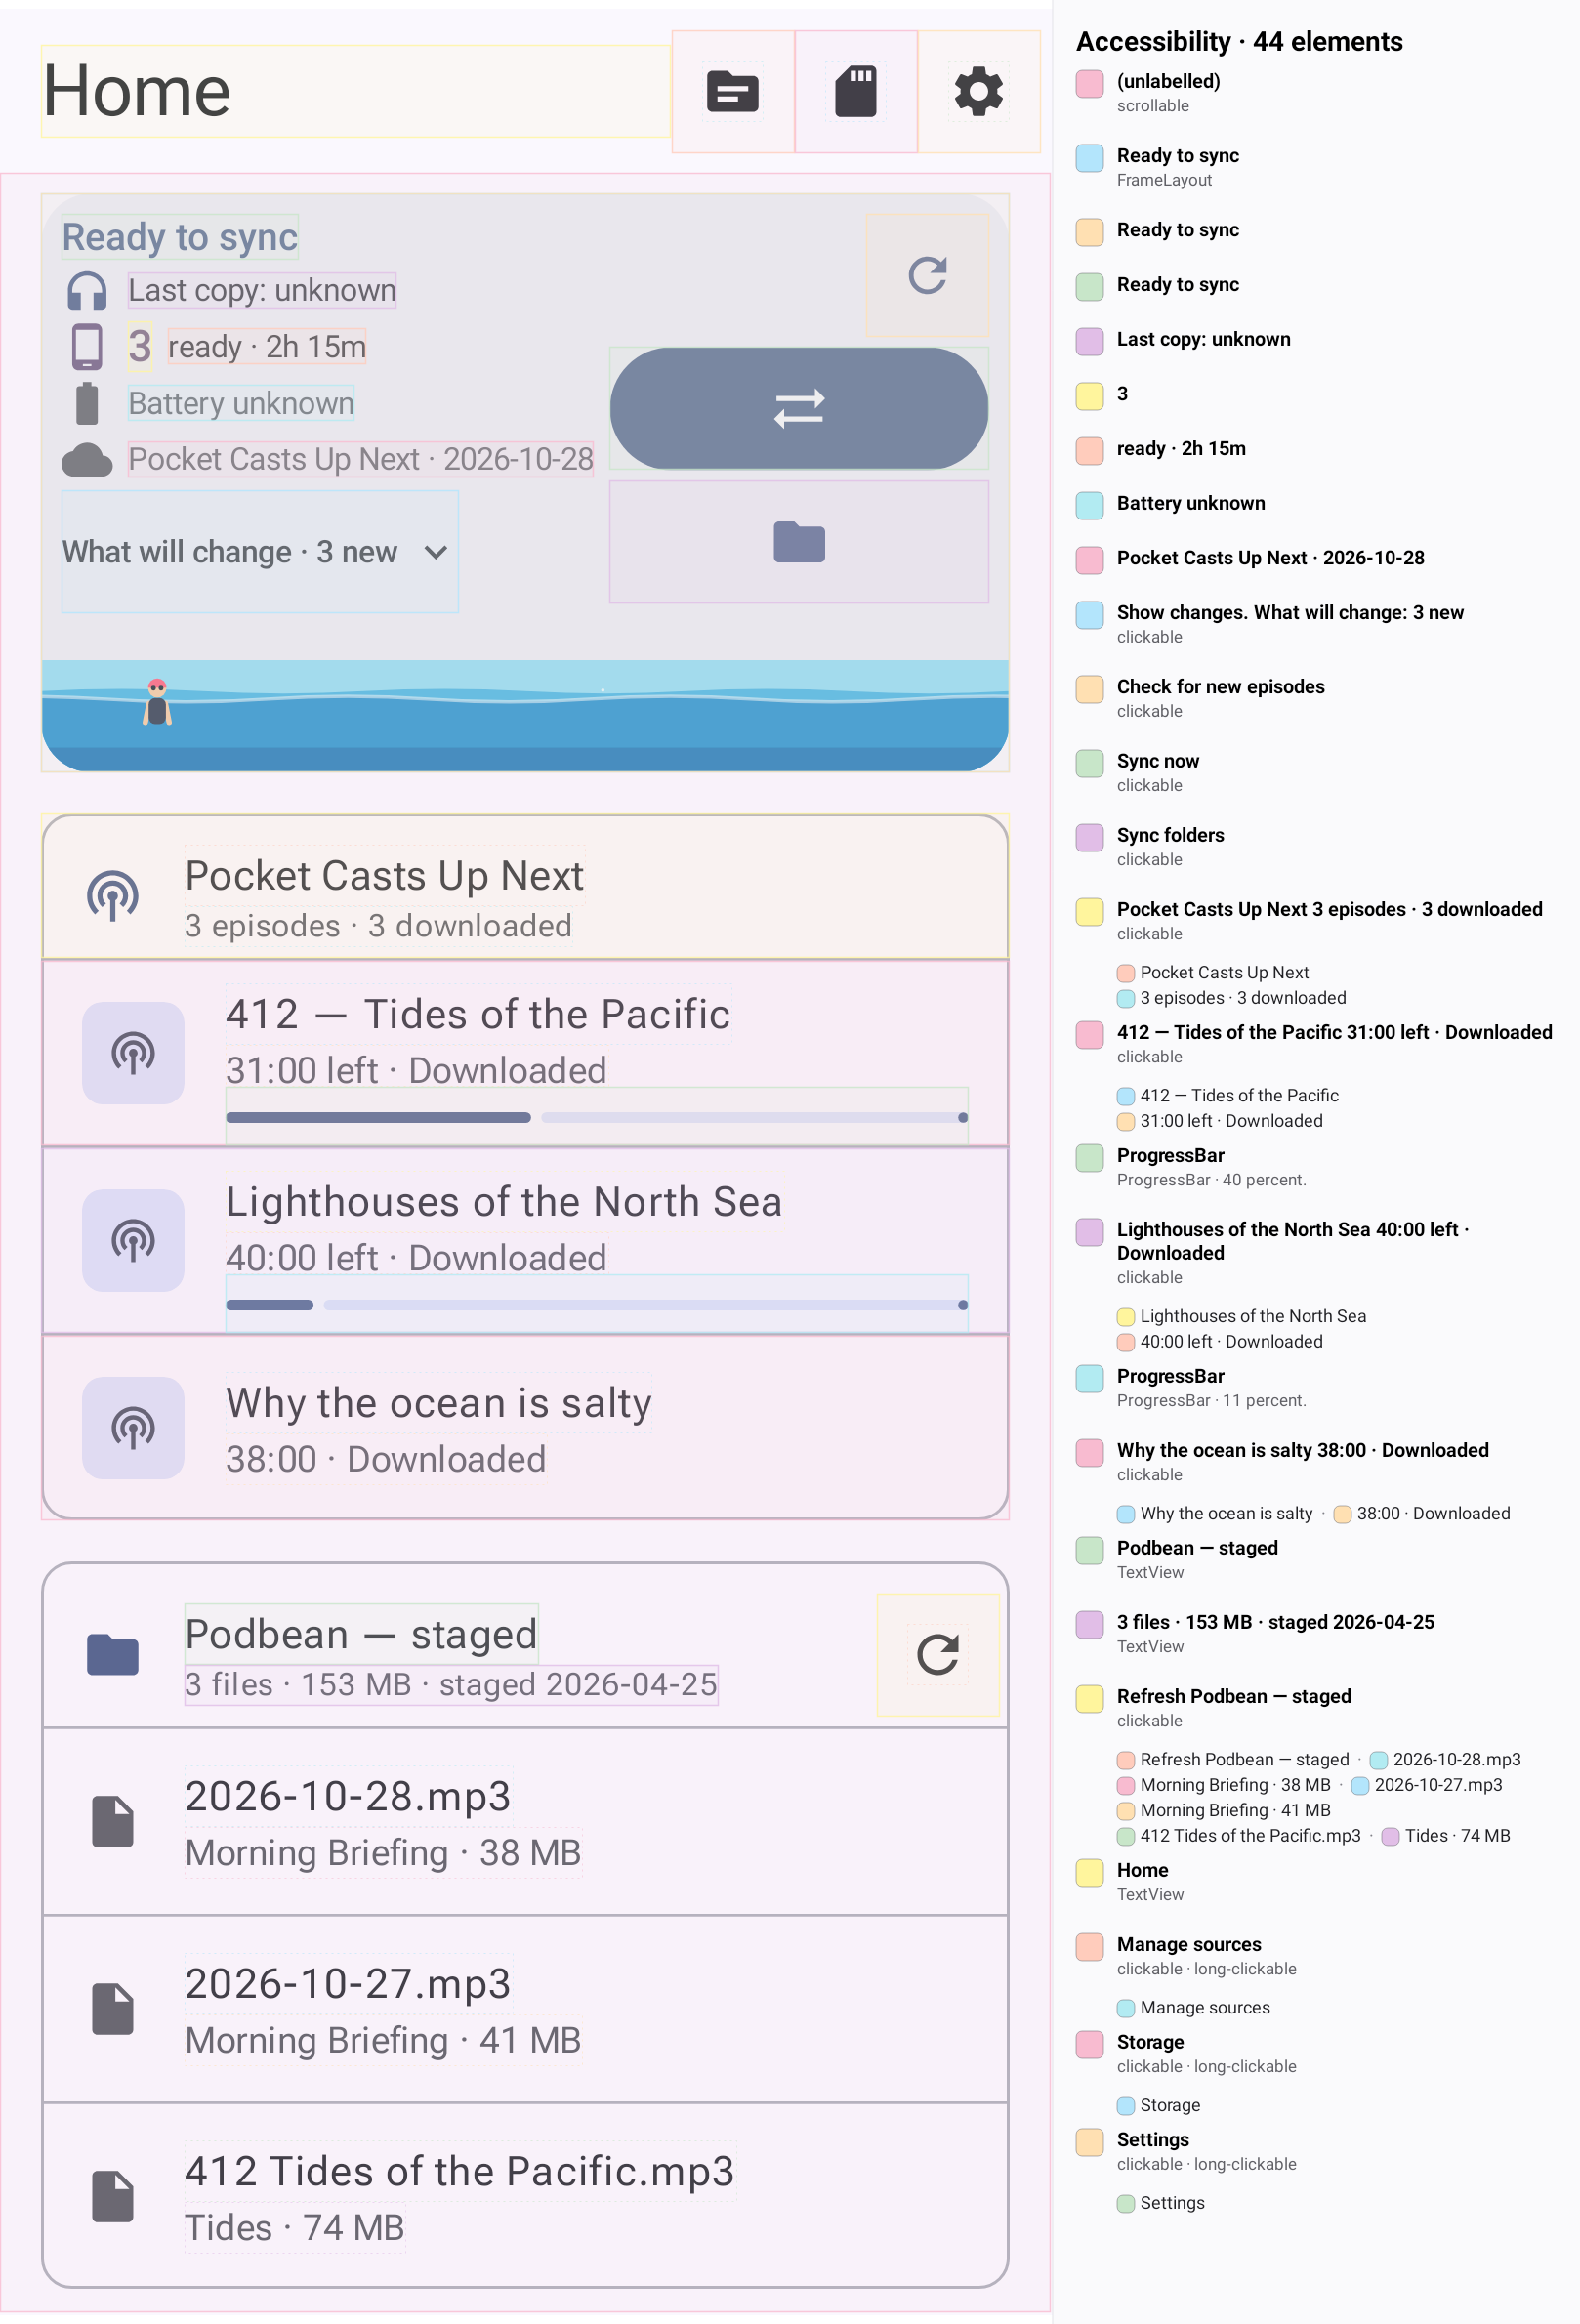 Home
Ready to sync
Last copy: unknown
3 ready · 2h 15m
Battery unknown
Pocket Casts Up Next · 2026-10-28
What will change · 3 new
Pocket Casts Up Next
3 episodes · 3 downloaded
412 — Tides of the Pacific
31:00 left · Downloaded
Lighthouses of the North Sea
40:00 left · Downloaded
Why the ocean is salty
38:00 · Downloaded
Podbean — staged
3 files · 153 MB · staged 2026-04-25
2026-10-28.mp3
Morning Briefing · 38 MB
2026-10-27.mp3
Morning Briefing · 41 MB
412 Tides of the Pacific.mp3
Tides · 74 MB
Accessibility · 44 elements
(unlabelled)
scrollable
Ready to sync
FrameLayout
Ready to sync
Ready to sync
Last copy: unknown
3
ready · 2h 15m
Battery unknown
Pocket Casts Up Next · 2026-10-28
Show changes. What will change: 3 new
clickable
Check for new episodes
clickable
Sync now
clickable
Sync folders
clickable
Pocket Casts Up Next 3 episodes · 3 downloaded
clickable
Pocket Casts Up Next
3 episodes · 3 downloaded
412 — Tides of the Pacific 31:00 left · Downloaded
clickable
412 — Tides of the Pacific
31:00 left · Downloaded
ProgressBar
ProgressBar · 40 percent.
Lighthouses of the North Sea 40:00 left ·
Downloaded
clickable
Lighthouses of the North Sea
40:00 left · Downloaded
ProgressBar
ProgressBar · 11 percent.
Why the ocean is salty 38:00 · Downloaded
clickable
Why the ocean is salty · 38:00 · Downloaded
Podbean — staged
TextView
3 files · 153 MB · staged 2026-04-25
TextView
Refresh Podbean — staged
clickable
Refresh Podbean — staged · 2026-10-28.mp3
Morning Briefing · 38 MB · 2026-10-27.mp3
Morning Briefing · 41 MB
412 Tides of the Pacific.mp3 · Tides · 74 MB
Home
TextView
Manage sources
clickable · long-clickable
Manage sources
Storage
clickable · long-clickable
Storage
Settings
clickable · long-clickable
Settings